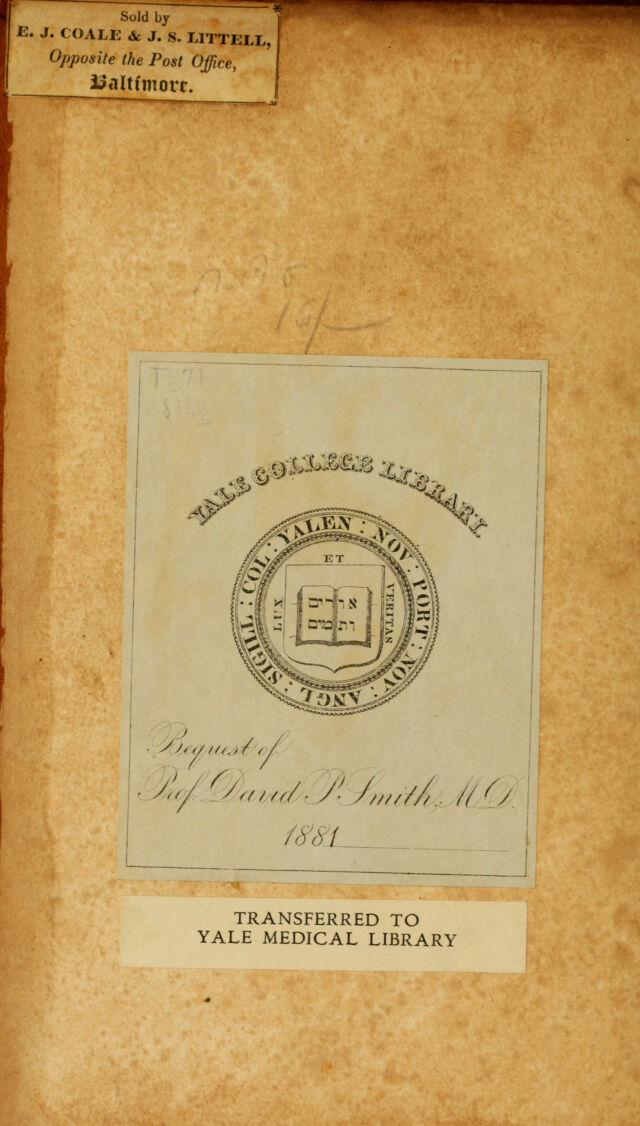 Sold by
E. J. COALE & J. S. LITTELL,
Opposite the Post Office,
Baltimore.
YALE COLLEGE LIBRARY.
SIGILL : COL : YALEN : NOV : PORT : NOV : ANGL
ET
LUX
VERITAS
אורים
ותמים
Bequest of
Prof. David P. Smith, M.D.
1881
TRANSFERRED TO
YALE MEDICAL LIBRARY